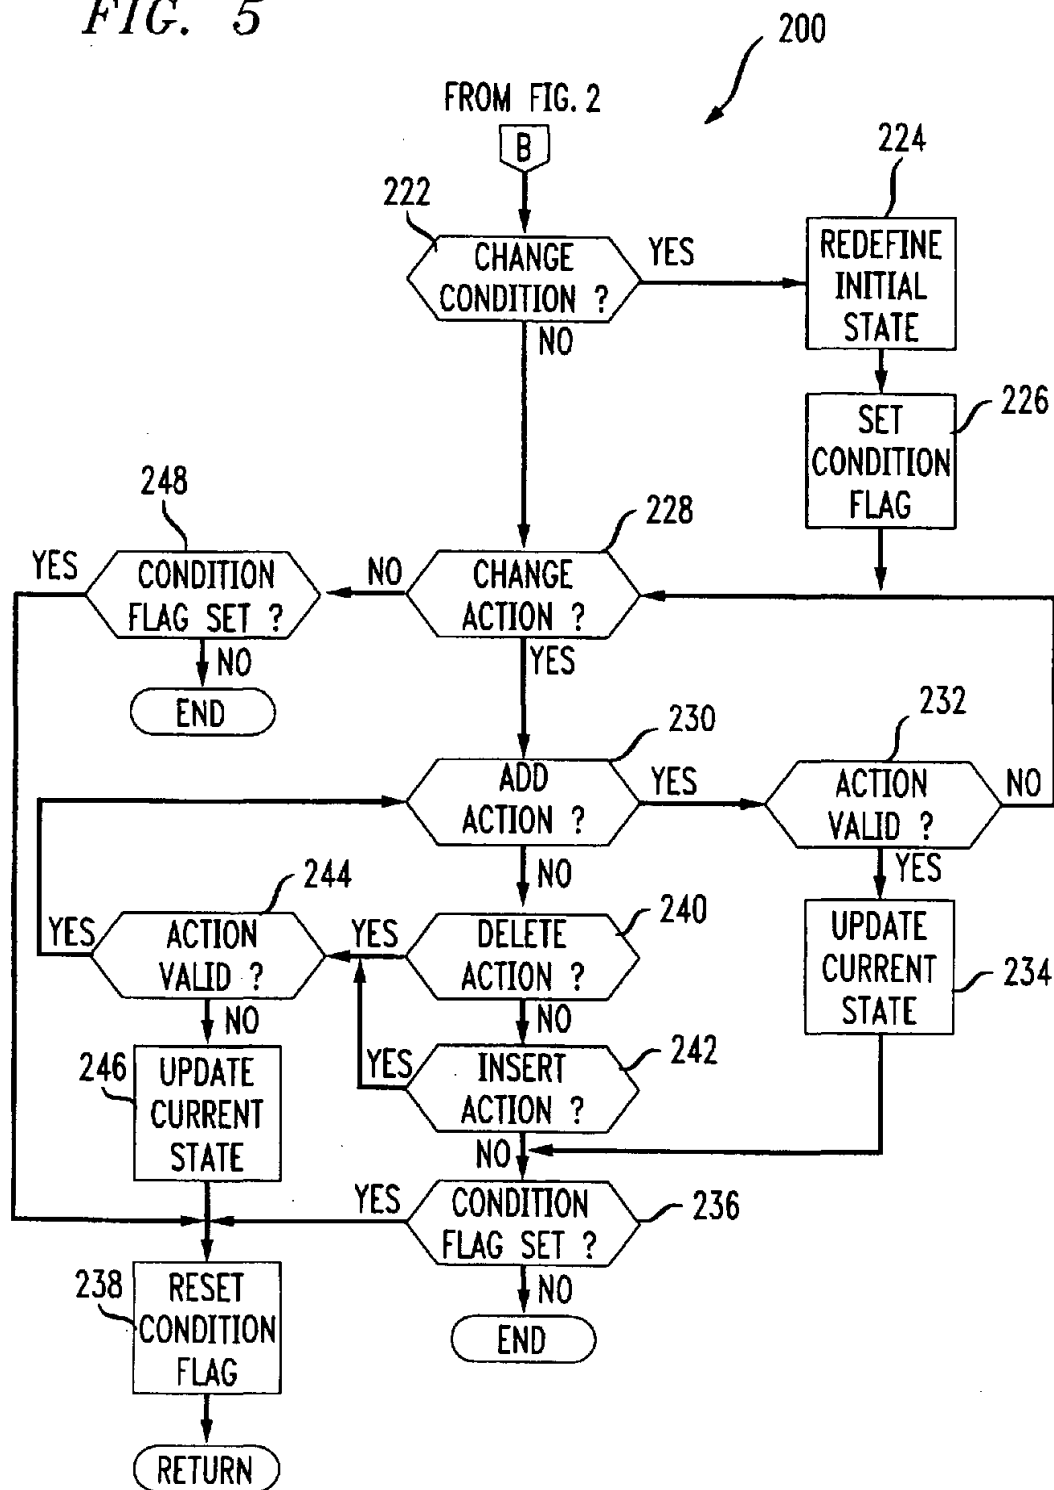 FIG. 5
200
FROM FIG. 2
B
224
222
CHANGE
CONDITION ?
YES
NO
REDEFINE
INITIAL
STATE
226
SET
CONDITION
FLAG
248
YES
CONDITION
FLAG SET ?
NO
END
228
NO
CHANGE
ACTION ?
YES
230
ADD
ACTION ?
YES
NO
232
ACTION
VALID ?
NO
YES
234
UPDATE
CURRENT
STATE
244
YES
ACTION
VALID ?
NO
240
YES
DELETE
ACTION ?
NO
242
YES
INSERT
ACTION ?
NO
246
UPDATE
CURRENT
STATE
236
YES
CONDITION
FLAG SET ?
NO
END
238
RESET
CONDITION
FLAG
RETURN